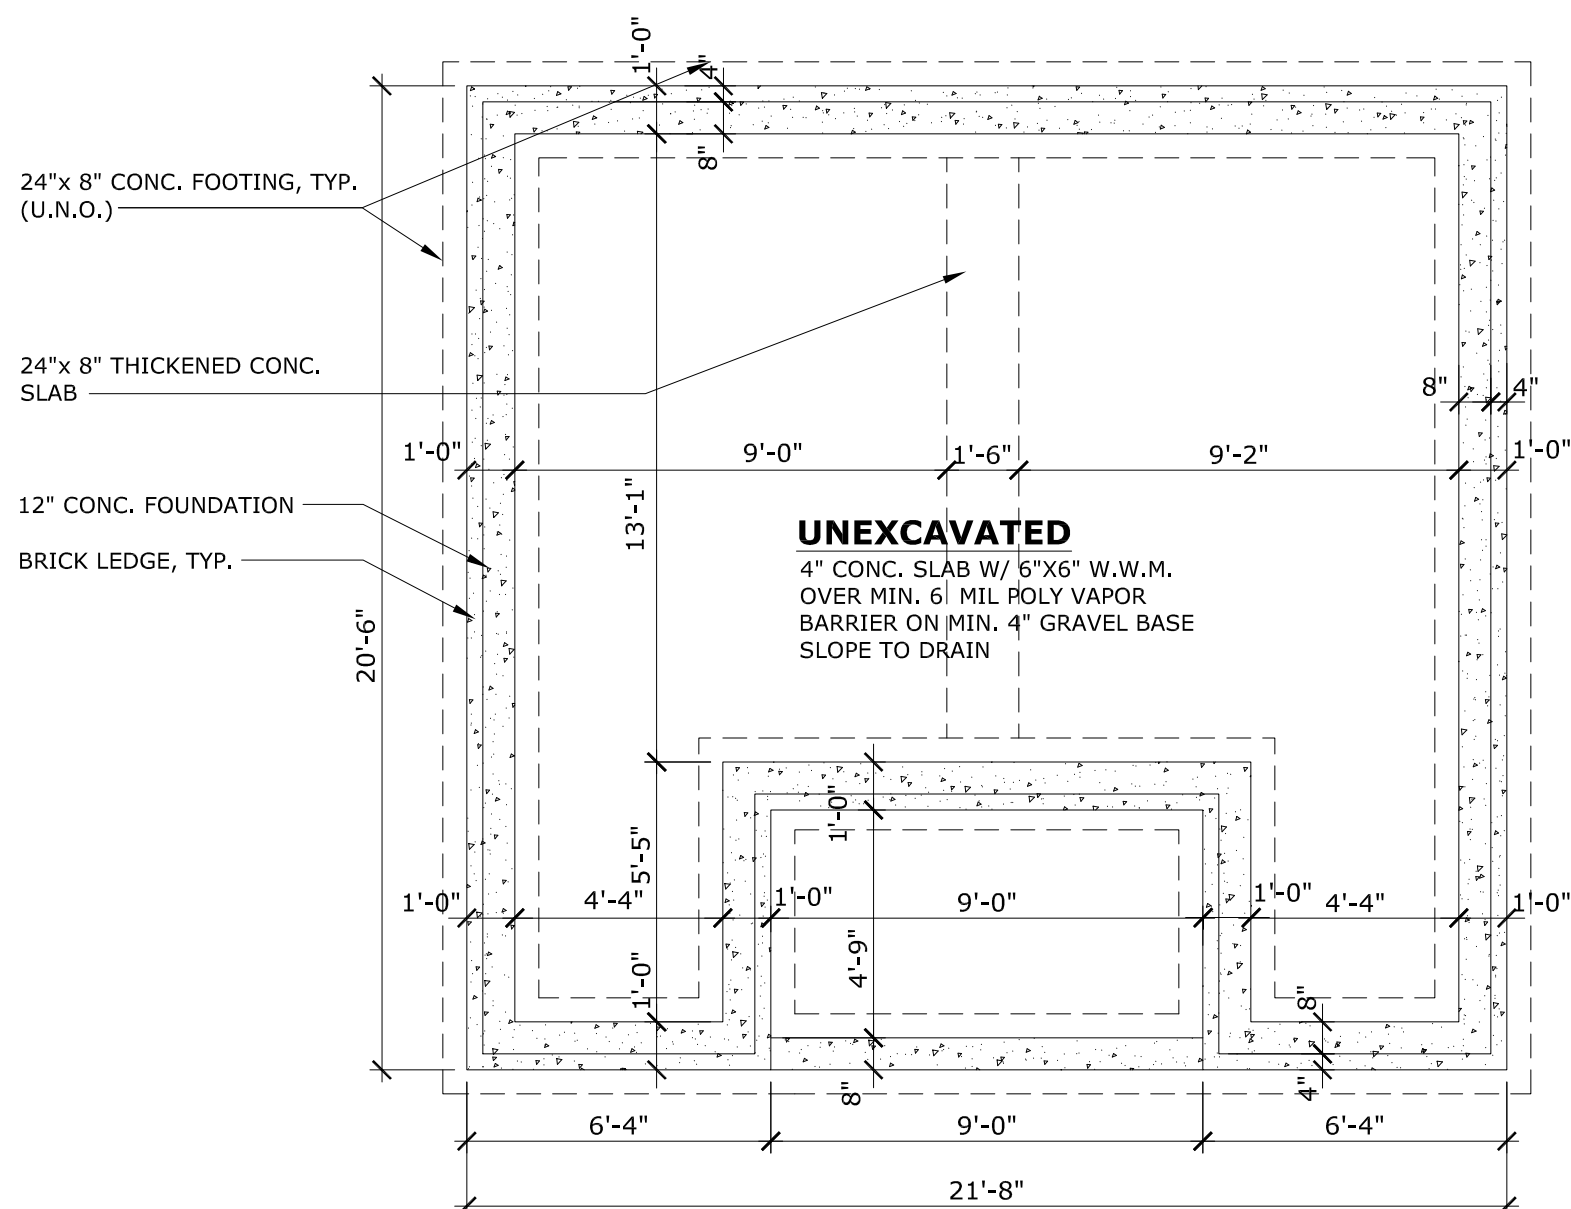 1'-0"
4"
8"
24"x 8" CONC. FOOTING, TYP.
(U.N.O.)
24"x 8" THICKENED CONC.
SLAB
8"
4"
1'-0"
9'-0"
1'-6"
9'-2"
1'-0"
12" CONC. FOUNDATION
13'-1"
UNEXCAVATED
BRICK LEDGE, TYP.
4" CONC. SLAB W/ 6"X6" W.W.M.
OVER MIN. 6 MIL POLY VAPOR
BARRIER ON MIN. 4" GRAVEL BASE
SLOPE TO DRAIN
20'-6"
1'-0"
5'-5"
1'-0"
4'-4"
1'-0"
9'-0"
1'-0"
4'-4"
1'-0"
4'-9"
1'-0"
8"
8"
4"
6'-4"
9'-0"
6'-4"
21'-8"